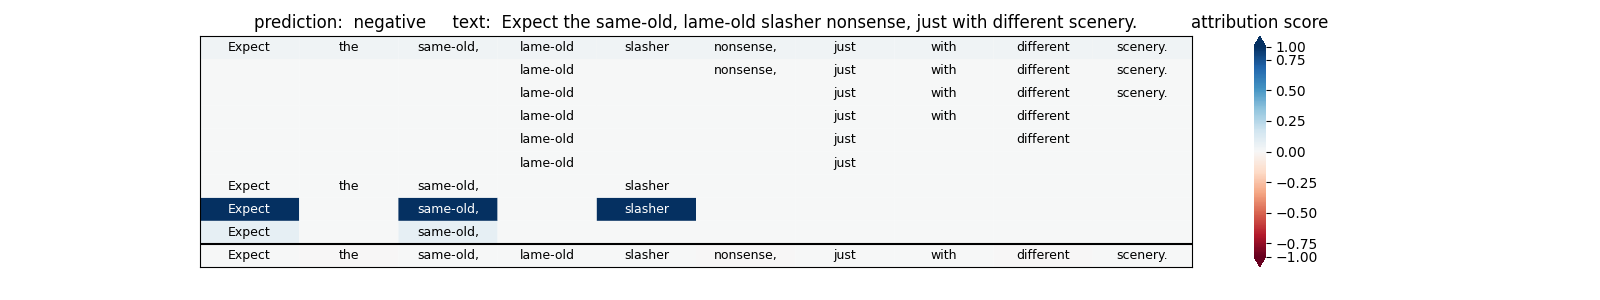 prediction: negative text: Expect the same-old, lame-old slasher nonsense, just with different scenery. attribution score
Expect the same-old, lame-old slasher nonsense, just with different scenery.
lame-old nonsense, just with different scenery.
lame-old just with different scenery.
lame-old just with different
lame-old just different
lame-old just
Expect the same-old, slasher
Expect same-old, slasher
Expect same-old,
Expect the same-old, lame-old slasher nonsense, just with different scenery.
1.00
0.75
0.50
0.25
0.00
−0.25
−0.50
−0.75
−1.00